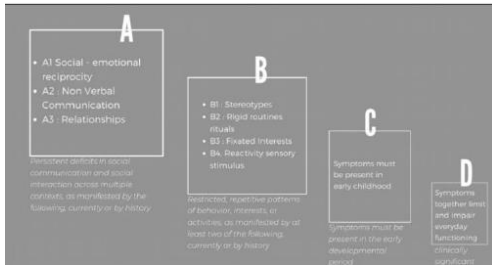 A
• A1 Social - emotional
reciprocity
• A2 : Non Verbal
Communication
• A3 : Relationships
Persistent deficits in social
communication and social
interaction across multiple
contexts, as manifested by the
following, currently or by history
B
• B1 : Stereotypes
• B2 : Rigid routines
rituals
• B3 : Fixated Interests
• B4. Reactivity sensory
stimulus
Restricted, repetitive patterns
of behavior, interests, or
activities, as manifested by at
least two of the following,
currently or by history
C
Symptoms must
be present in
early childhood
Symptoms must be
present in the early
developmental
period
D
Symptoms
together limit
and impair
everyday
functioning
clinically
significant